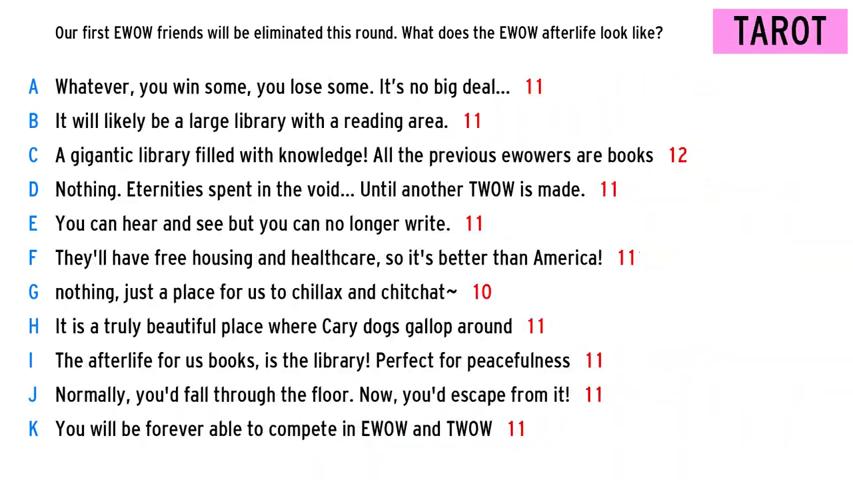 Our first EWOW friends will be eliminated this round. What does the EWOW afterlife look like?
TAROT
A Whatever, you win some, you lose some. It's no big deal... 11
B It will likely be a large library with a reading area. 11
C A gigantic library filled with knowledge! All the previous ewowers are books 12
D Nothing. Eternities spent in the void... Until another TWOW is made. 11
E You can hear and see but you can no longer write. 11
F They'll have free housing and healthcare, so it's better than America! 11
G nothing, just a place for us to chillax and chitchat~ 10
H It is a truly beautiful place where Cary dogs gallop around 11
I The afterlife for us books, is the library! Perfect for peacefulness 11
J Normally, you'd fall through the floor. Now, you'd escape from it! 11
K You will be forever able to compete in EWOW and TWOW 11